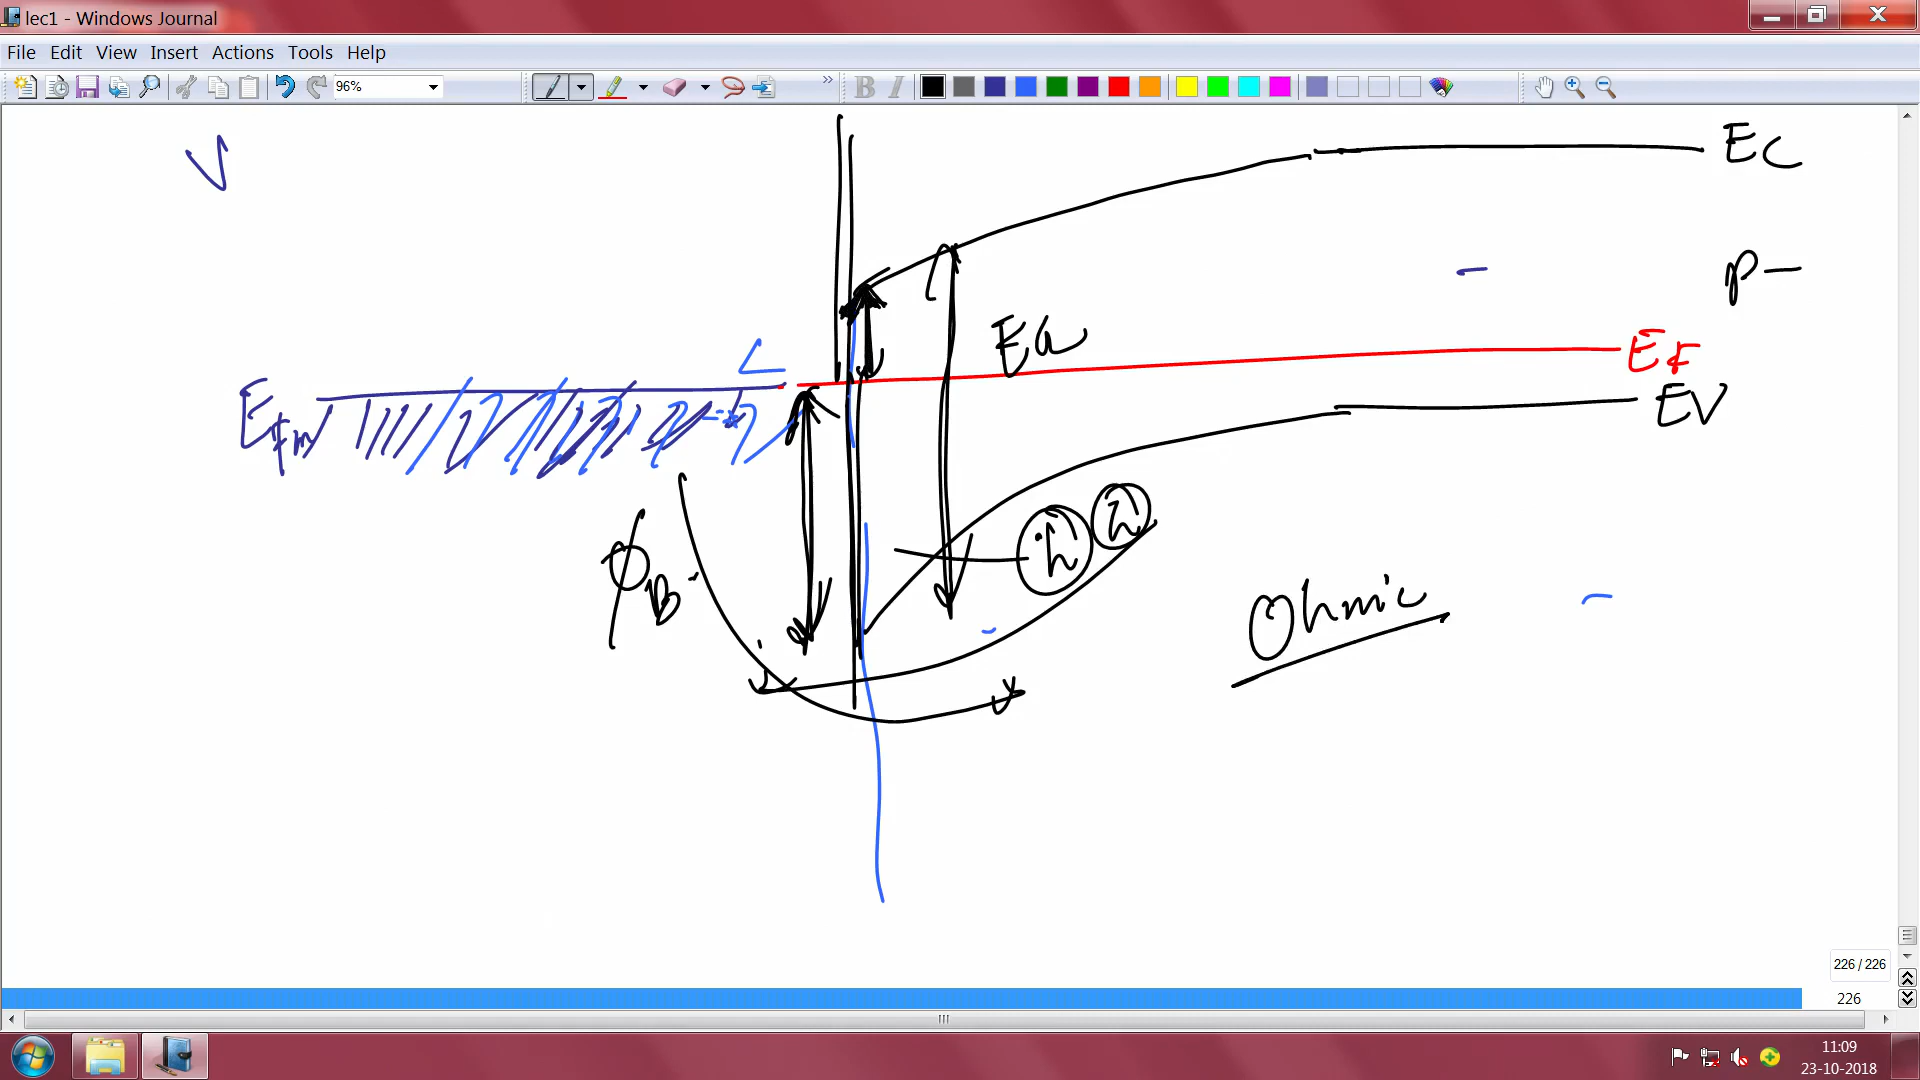 lec1 - Windows Journal
File Edit View Insert Actions Tools Help
96%
B I
V
Ec
p-
EG
Ef
Efm
EV
ϕB
h h
Ohmic
226 / 226
226
11:09
23-10-2018